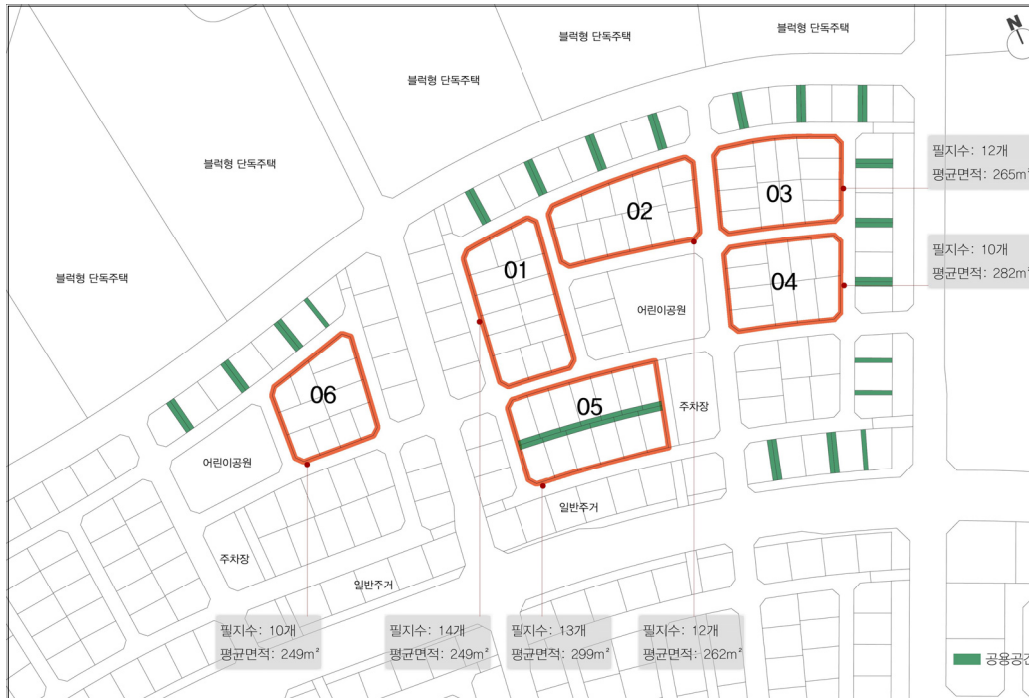 N
블럭형 단독주택
블럭형 단독주택
블럭형 단독주택
블럭형 단독주택
블럭형 단독주택
필지수: 12개
평균면적: 265m²
03
02
01
04
필지수: 10개
평균면적: 282m²
어린이공원
06
05
주차장
어린이공원
일반주거
주차장
일반주거
필지수: 10개
평균면적: 249m²
필지수: 14개
평균면적: 249m²
필지수: 13개
평균면적: 299m²
필지수: 12개
평균면적: 262m²
공용공간